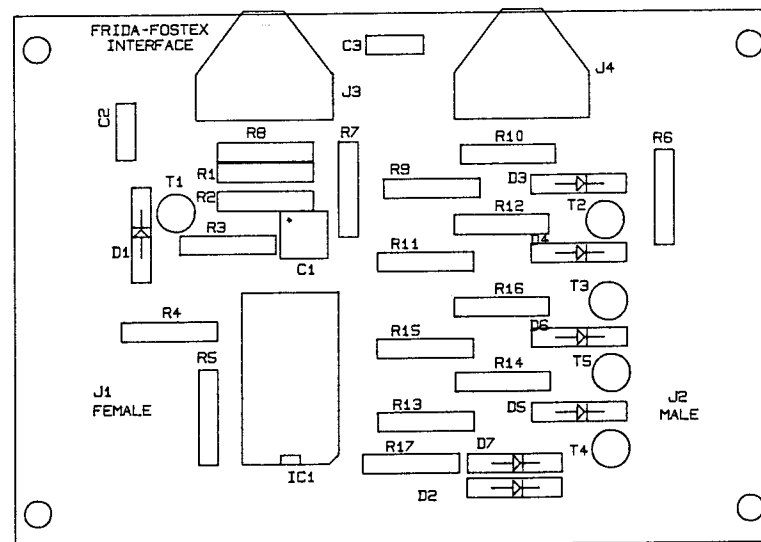 FRIDA-FOSTEX
INTERFACE
C3
J3
J4
C2
R8
R7
R10
R6
R1
R9
D3
T1
R2
R12
T2
R3
D1
R11
D4
C1
T3
R16
R4
D6
R15
T5
R5
R14
J1
FEMALE
J2
MALE
R13
D5
T4
R17
D7
IC1
D2
+